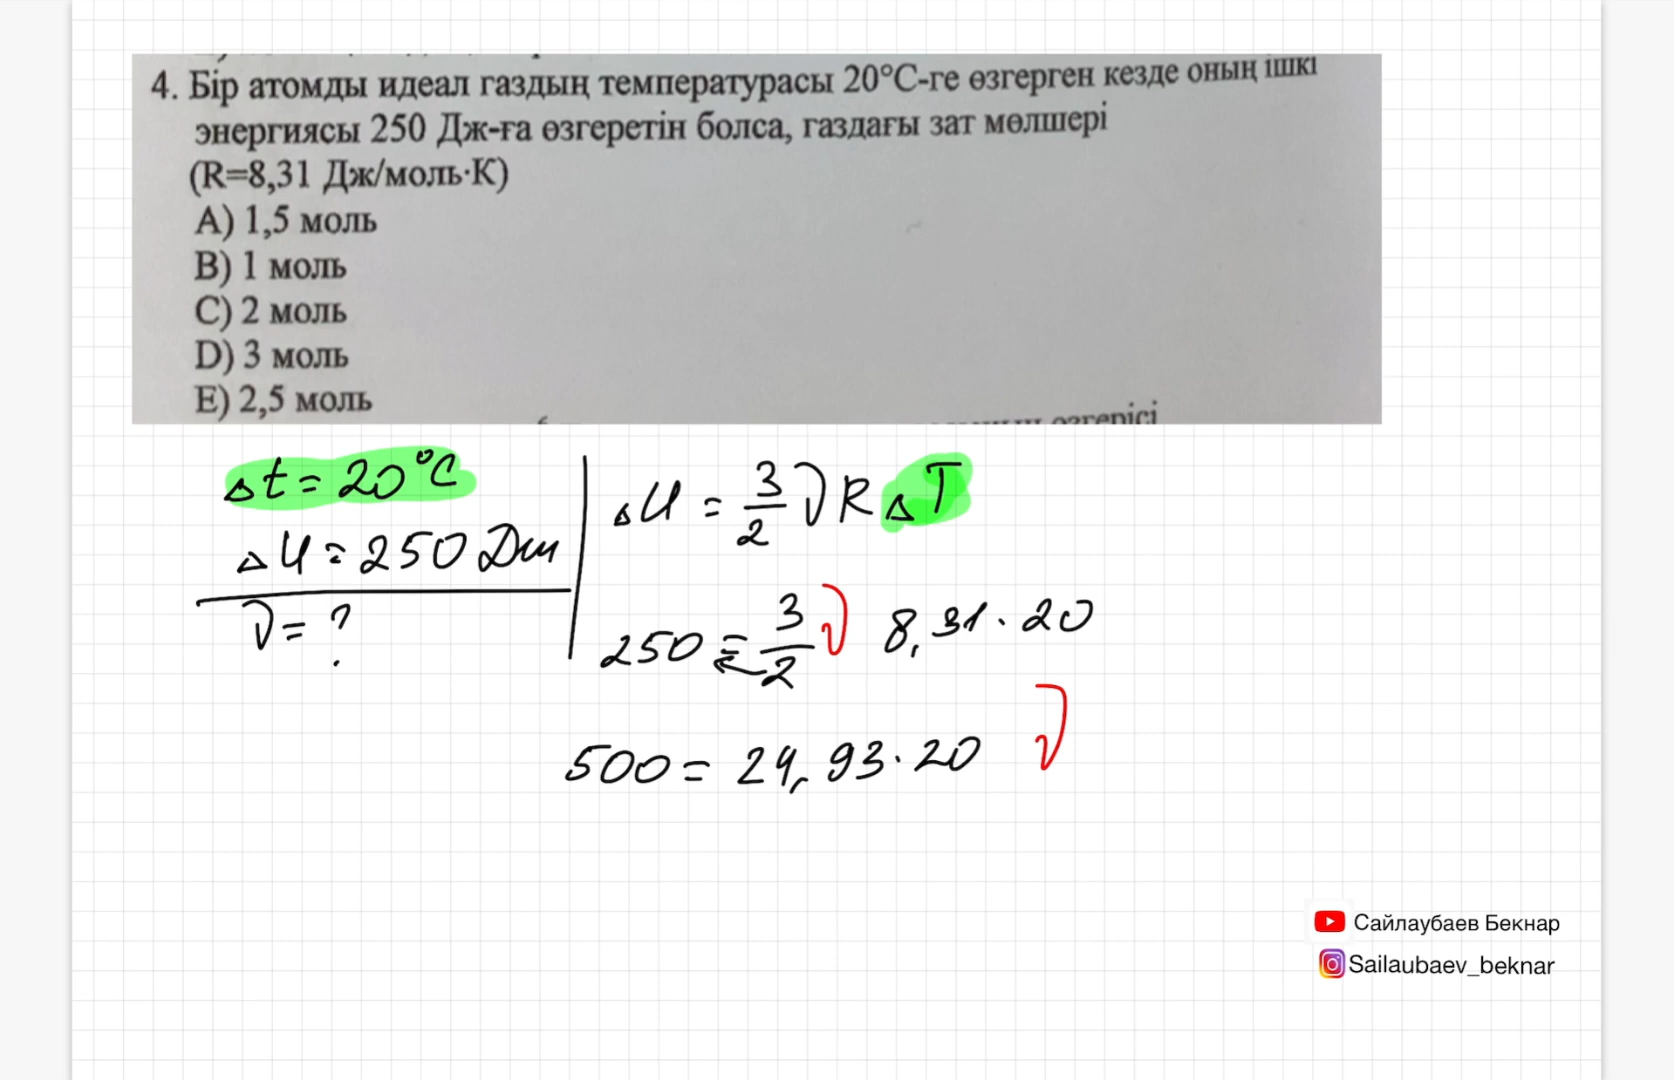 4. Бір атомды идеал газдың температурасы 20°С-ге өзгерген кезде оның ішкі
энергиясы 250 Дж-ға өзгеретін болса, газдағы зат мөлшері
(R=8,31 Дж/моль·К)
A) 1,5 моль
B) 1 моль
C) 2 моль
D) 3 моль
E) 2,5 моль
өзгерісі
Δt = 20°C
ΔU = 250 Дж
ν = ?
ΔU = 3/2 ν R ΔT
250 = 3/2 ν 8,31 · 20
500 = 24,93 · 20 ν
Сайлаубаев Бекнар
Sailaubaev_beknar